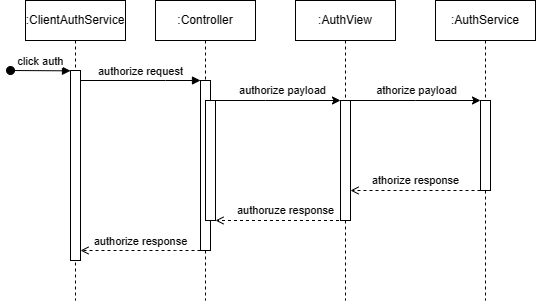 :ClientAuthService
:Controller
:AuthView
:AuthService
click auth
authorize request
authorize payload
athorize payload
athorize response
authoruze response
authorize response